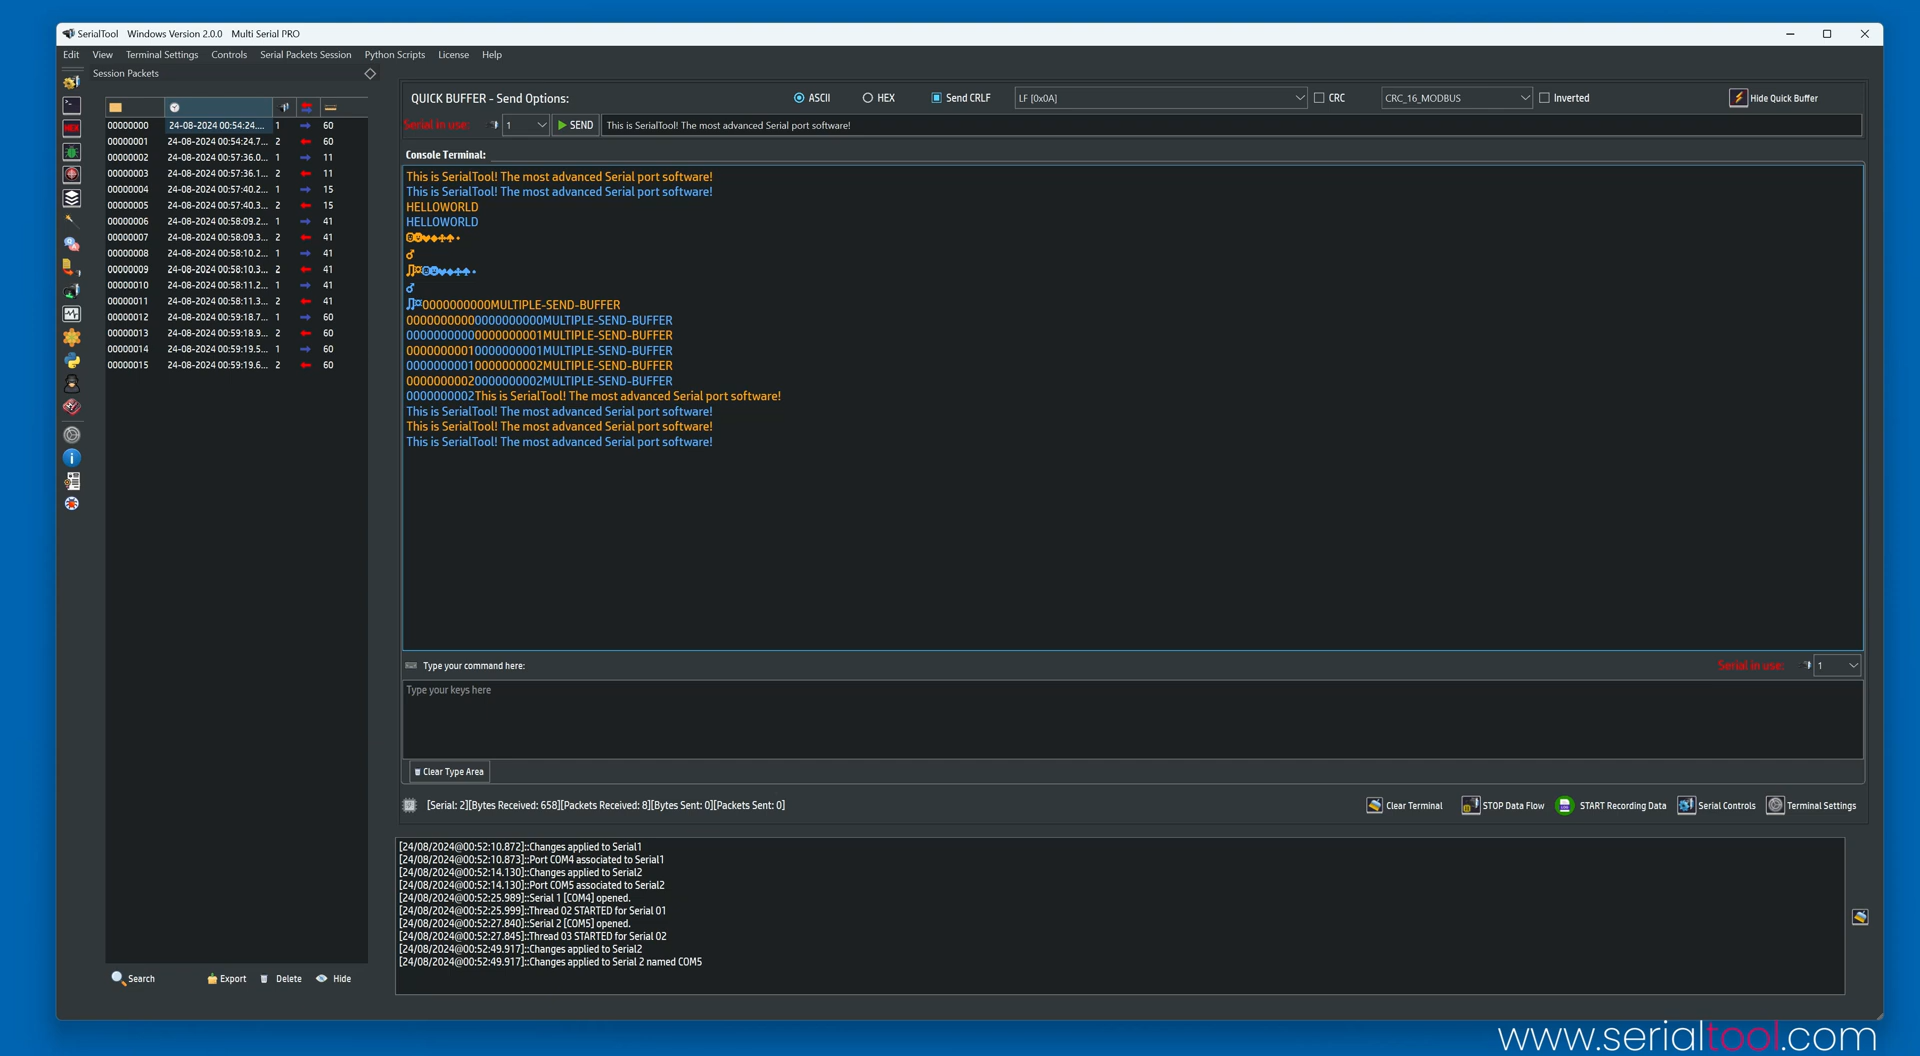 SerialTool Windows Version 2.0.0 Multi Serial PRO
Edit View Terminal Settings Controls Serial Packets Session Python Scripts License Help
Session Packets
00000000 24-08-2024 00:54:24.... 1 60
00000001 24-08-2024 00:54:24.7... 2 60
00000002 24-08-2024 00:57:36.0... 1 11
00000003 24-08-2024 00:57:36.1... 2 11
00000004 24-08-2024 00:57:40.2... 1 15
00000005 24-08-2024 00:57:40.3... 2 15
00000006 24-08-2024 00:58:09.2... 1 41
00000007 24-08-2024 00:58:09.3... 2 41
00000008 24-08-2024 00:58:10.2... 1 41
00000009 24-08-2024 00:58:10.3... 2 41
00000010 24-08-2024 00:58:11.2... 1 41
00000011 24-08-2024 00:58:11.3... 2 41
00000012 24-08-2024 00:59:18.7... 1 60
00000013 24-08-2024 00:59:18.9... 2 60
00000014 24-08-2024 00:59:19.5... 1 60
00000015 24-08-2024 00:59:19.6... 2 60
Search Export Delete Hide
QUICK BUFFER - Send Options: ASCII HEX Send CRLF LF [0x0A] CRC CRC_16_MODBUS Inverted Hide Quick Buffer
Serial in use: 1 SEND This is SerialTool! The most advanced Serial port software!
Console Terminal:
This is SerialTool! The most advanced Serial port software!
This is SerialTool! The most advanced Serial port software!
HELLOWORLD
HELLOWORLD
♂
♂
0000000000MULTIPLE-SEND-BUFFER
00000000000000000000MULTIPLE-SEND-BUFFER
00000000000000000001MULTIPLE-SEND-BUFFER
00000000010000000001MULTIPLE-SEND-BUFFER
00000000010000000002MULTIPLE-SEND-BUFFER
00000000020000000002MULTIPLE-SEND-BUFFER
0000000002This is SerialTool! The most advanced Serial port software!
This is SerialTool! The most advanced Serial port software!
This is SerialTool! The most advanced Serial port software!
This is SerialTool! The most advanced Serial port software!
Type your command here: Serial in use: 1
Type your keys here
Clear Type Area
[Serial: 2][Bytes Received: 658][Packets Received: 8][Bytes Sent: 0][Packets Sent: 0] Clear Terminal STOP Data Flow START Recording Data Serial Controls Terminal Settings
[24/08/2024@00:52:10.872]::Changes applied to Serial1
[24/08/2024@00:52:10.873]::Port COM4 associated to Serial1
[24/08/2024@00:52:14.130]::Changes applied to Serial2
[24/08/2024@00:52:14.130]::Port COM5 associated to Serial2
[24/08/2024@00:52:25.989]::Serial 1 [COM4] opened.
[24/08/2024@00:52:25.999]::Thread 02 STARTED for Serial 01
[24/08/2024@00:52:27.840]::Serial 2 [COM5] opened.
[24/08/2024@00:52:27.845]::Thread 03 STARTED for Serial 02
[24/08/2024@00:52:49.917]::Changes applied to Serial2
[24/08/2024@00:52:49.917]::Changes applied to Serial 2 named COM5
www.serialtool.com